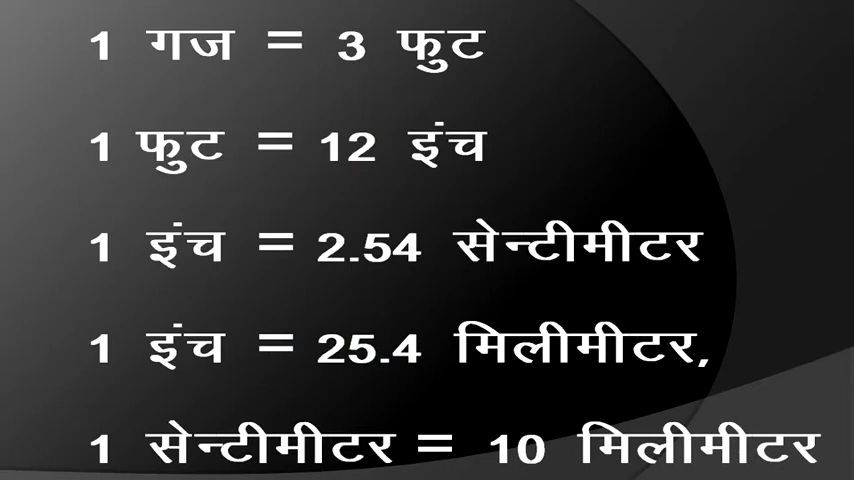 1 गज = 3 फुट
1 फुट = 12 इंच
1 इंच = 2.54 सेन्टीमीटर
1 इंच = 25.4 मिलीमीटर,
1 सेन्टीमीटर = 10 मिलीमीटर